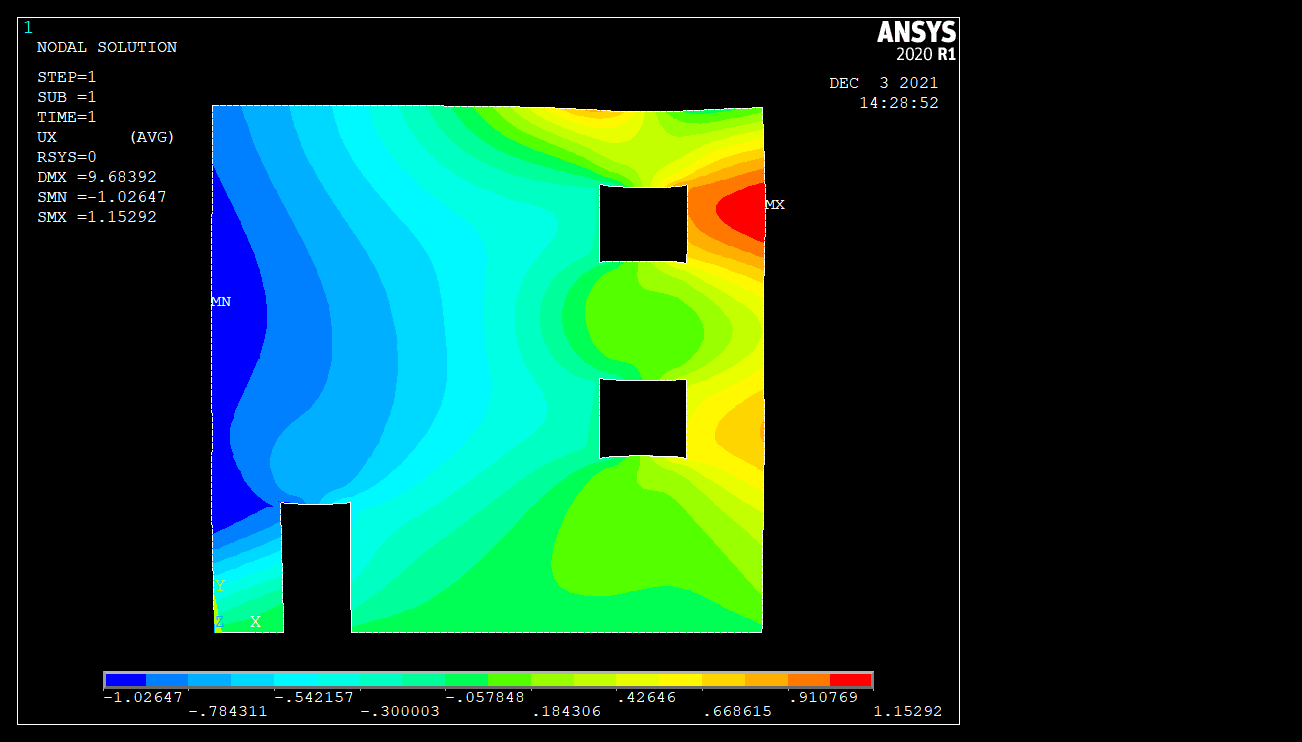 1
NODAL SOLUTION
STEP=1
SUB =1
TIME=1
UX (AVG)
RSYS=0
DMX =9.68392
SMN =-1.02647
SMX =1.15292
ANSYS
2020 R1
DEC 3 2021
14:28:52
MX
MN
Y
Z X
-1.02647 -.542157 -.057848 .42646 .910769
-.784311 -.300003 .184306 .668615 1.15292